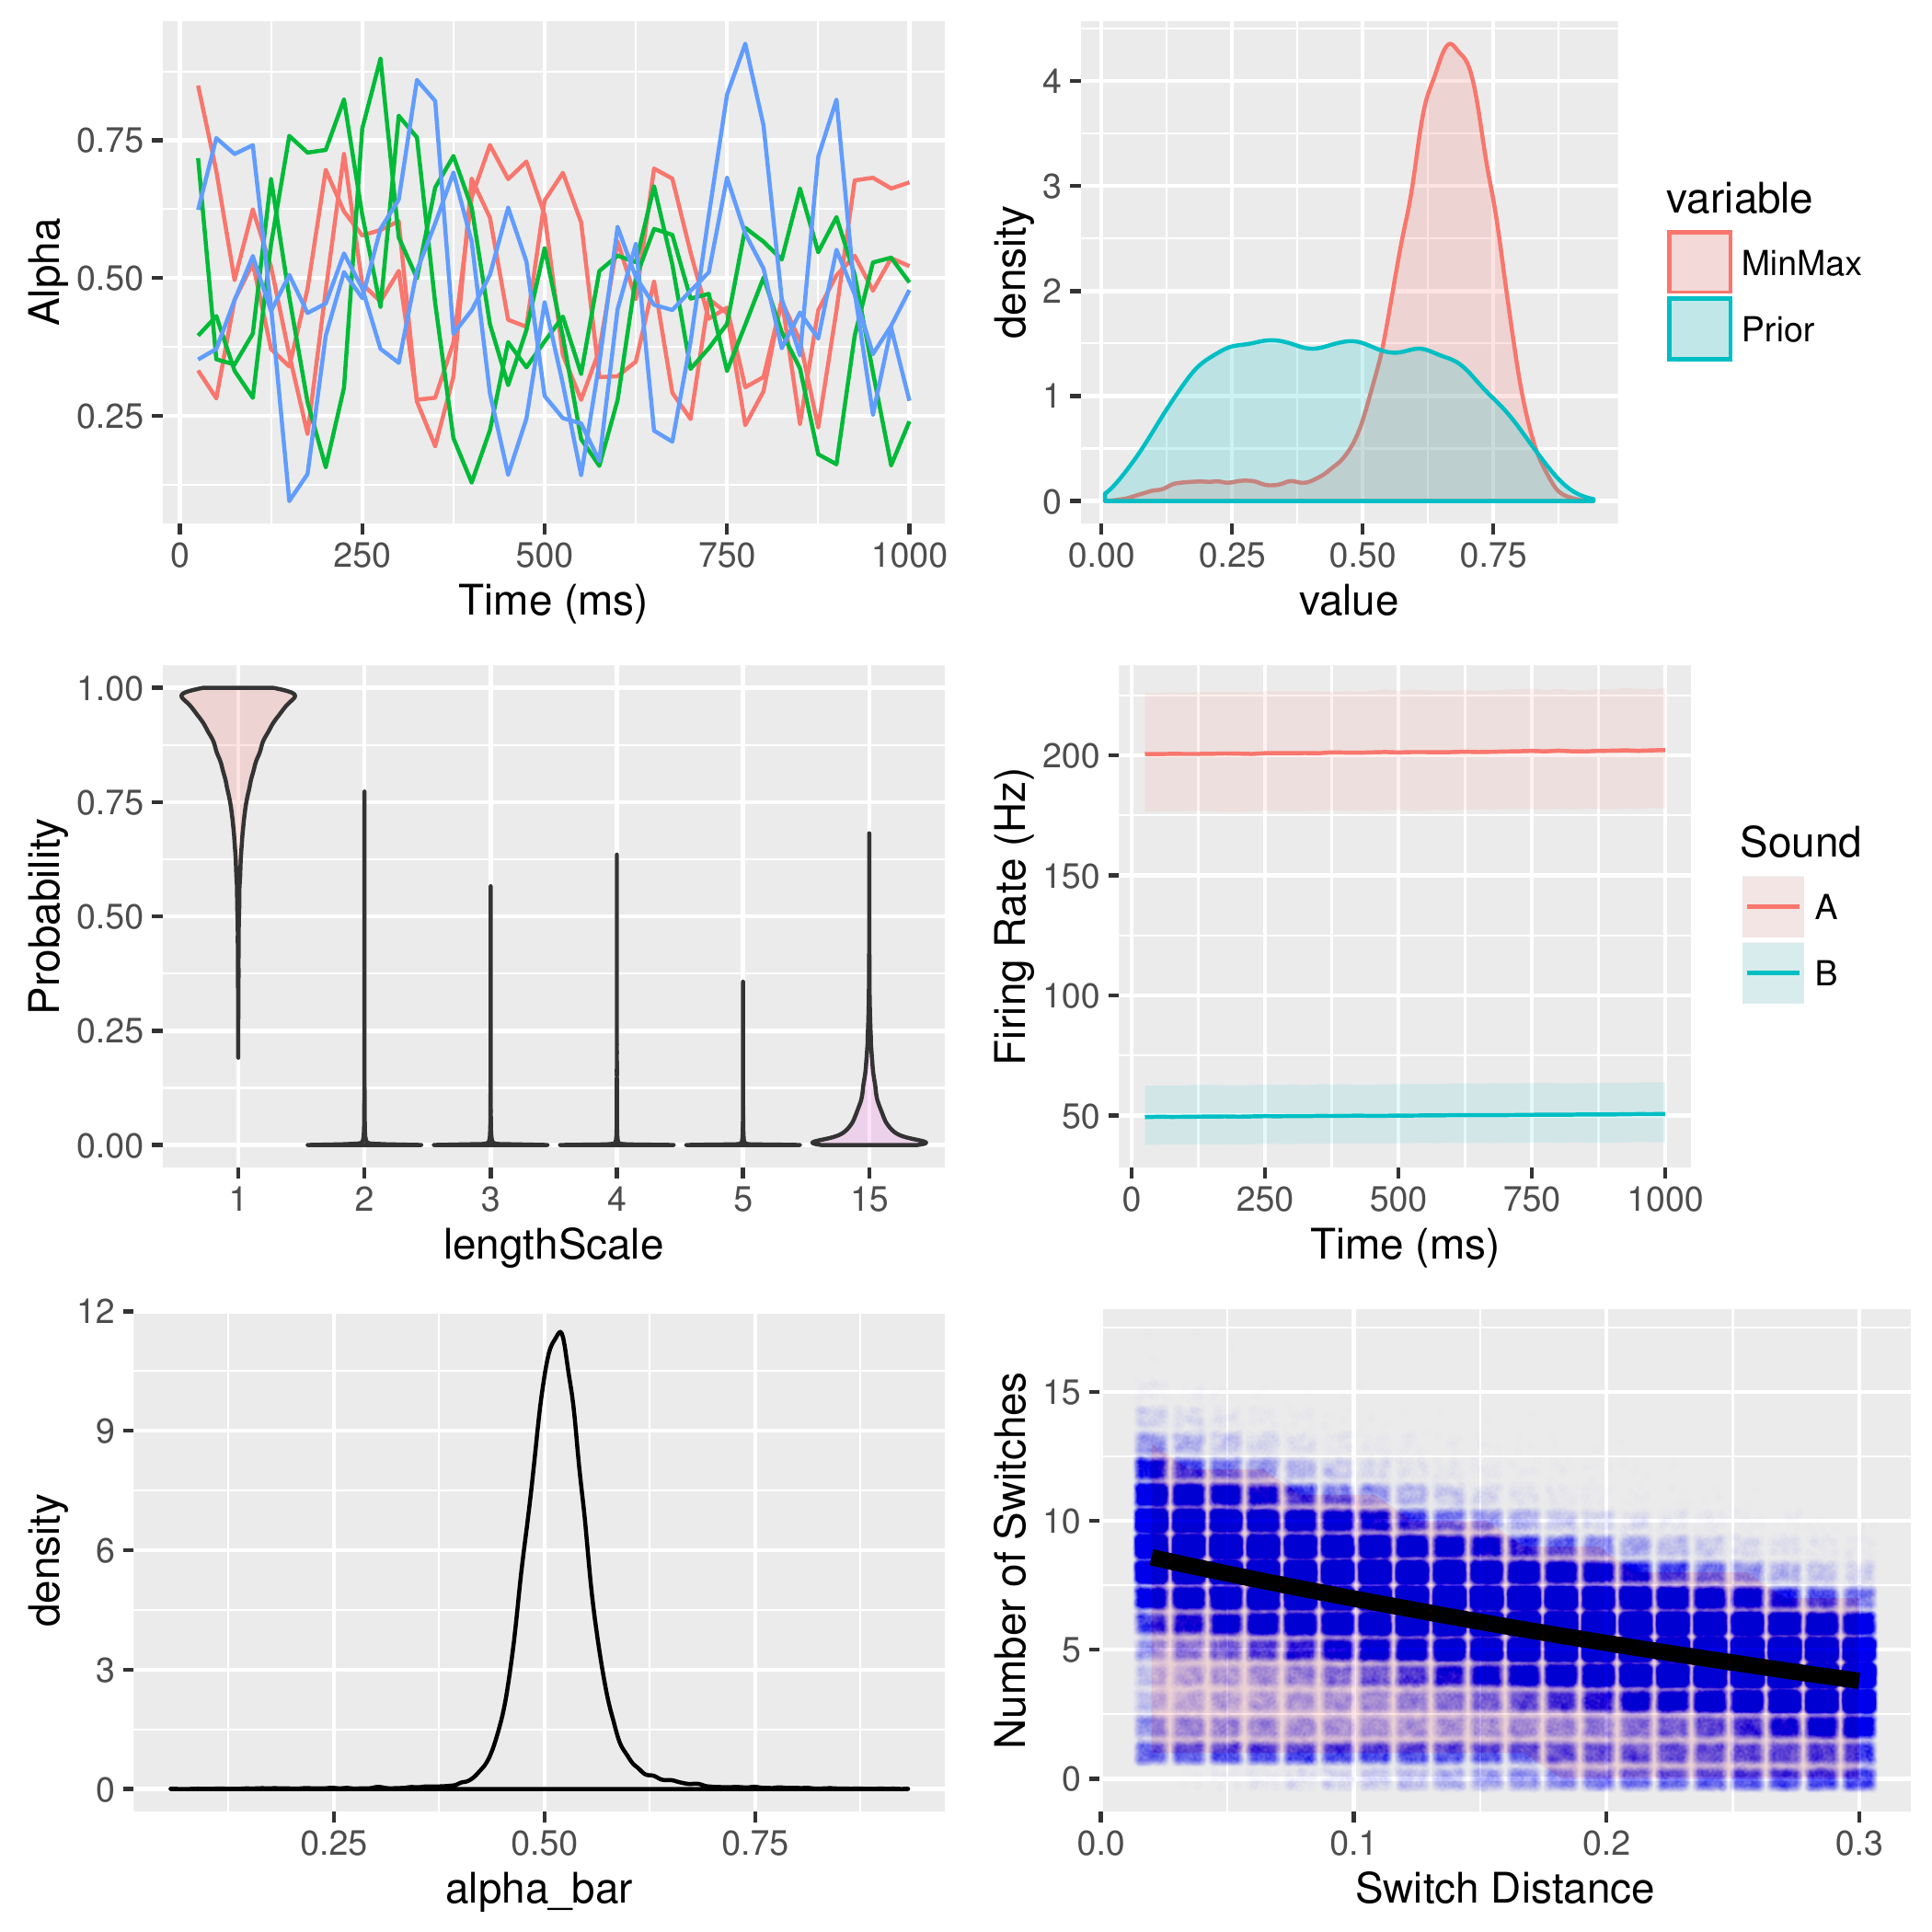 Alpha
0.75
0.50
0.25
0 250 500 750 1000
Time (ms)
density
4
3
2
1
0
0.00 0.25 0.50 0.75
value
variable
MinMax
Prior
Probability
1.00
0.75
0.50
0.25
0.00
1 2 3 4 5 15
lengthScale
Firing Rate (Hz)
200
150
100
50
0 250 500 750 1000
Time (ms)
Sound
A
B
density
12
9
6
3
0
0.25 0.50 0.75
alpha_bar
Number of Switches
15
10
5
0
0.0 0.1 0.2 0.3
Switch Distance